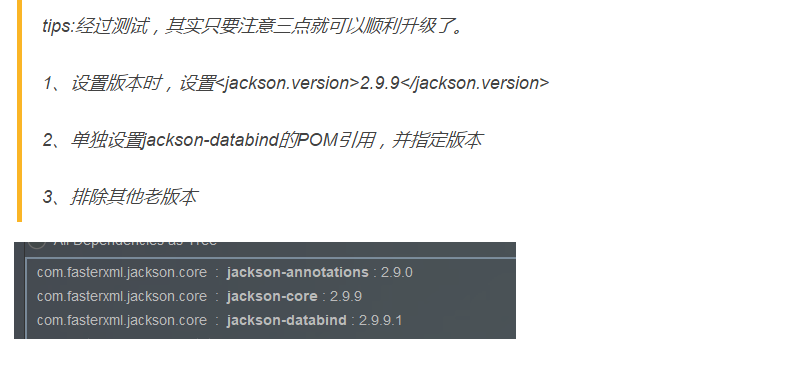 tips:经过测试，其实只要注意三点就可以顺利升级了。
1、设置版本时，设置<jackson.version>2.9.9</jackson.version>
2、单独设置jackson-databind的POM引用，并指定版本
3、排除其他老版本
All Dependencies as Tree
com.fasterxml.jackson.core : jackson-annotations : 2.9.0
com.fasterxml.jackson.core : jackson-core : 2.9.9
com.fasterxml.jackson.core : jackson-databind : 2.9.9.1